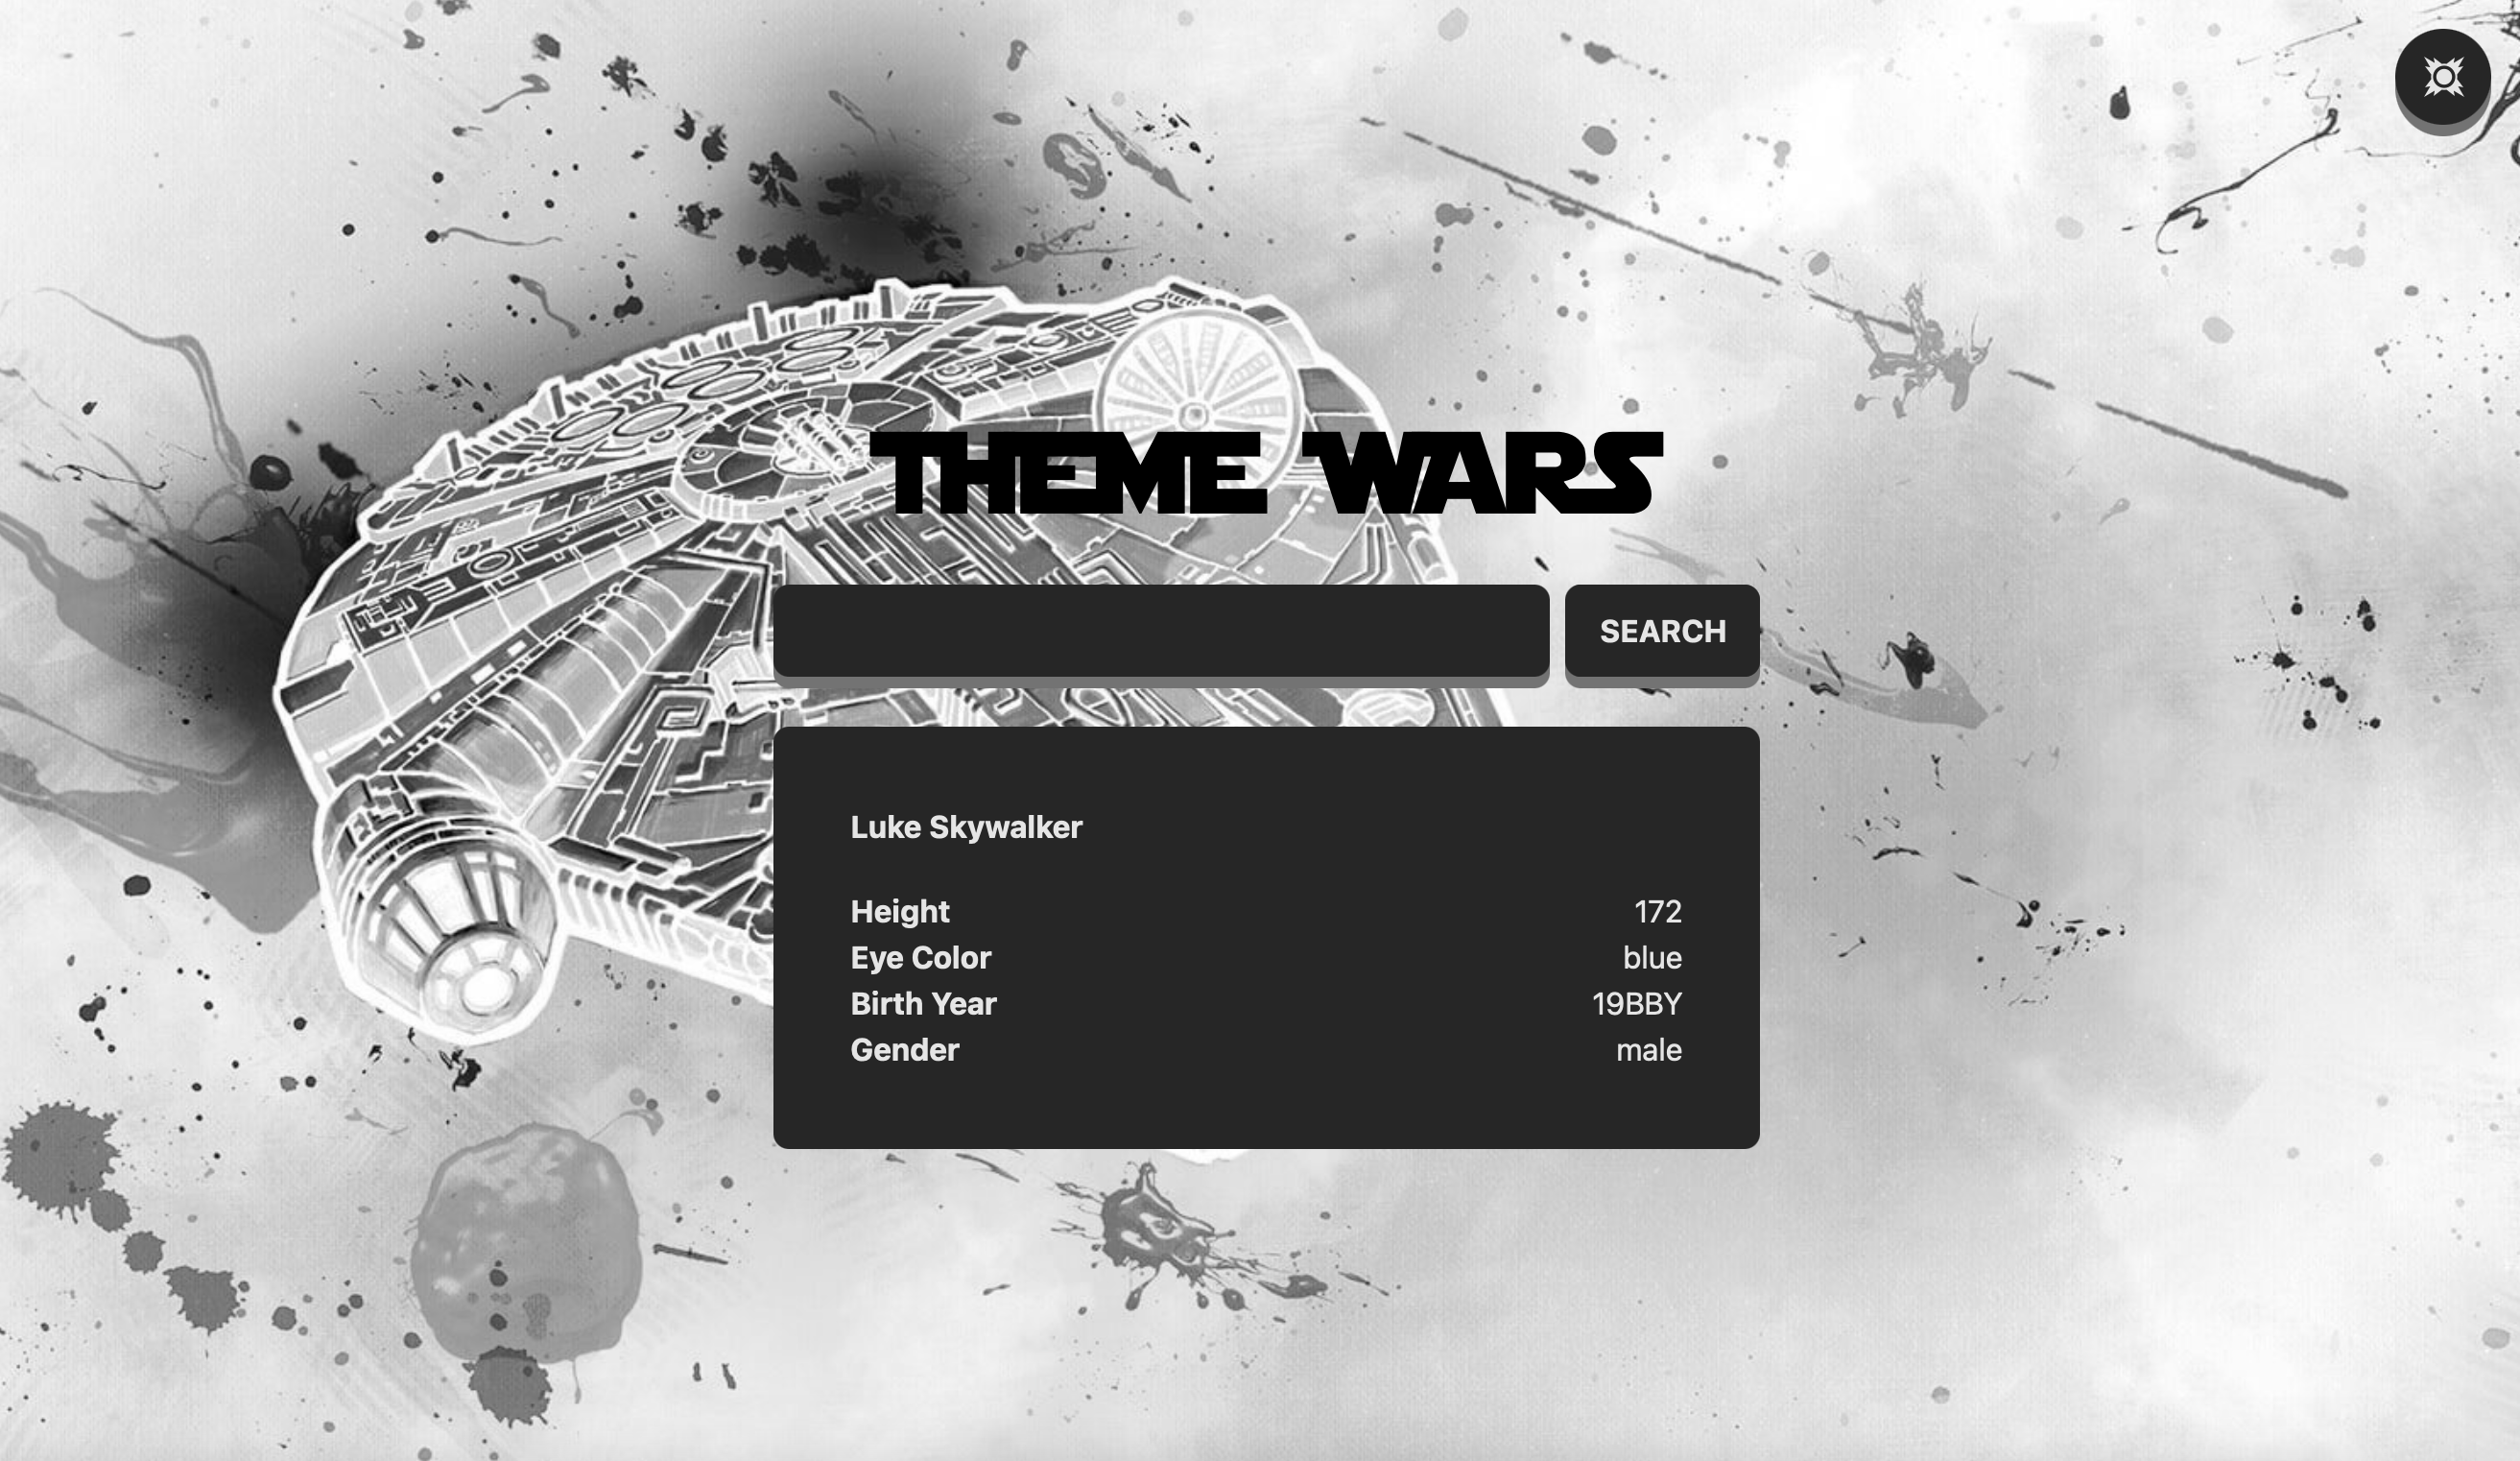 THEME WARS
SEARCH
Luke Skywalker
Height 172
Eye Color blue
Birth Year 19BBY
Gender male